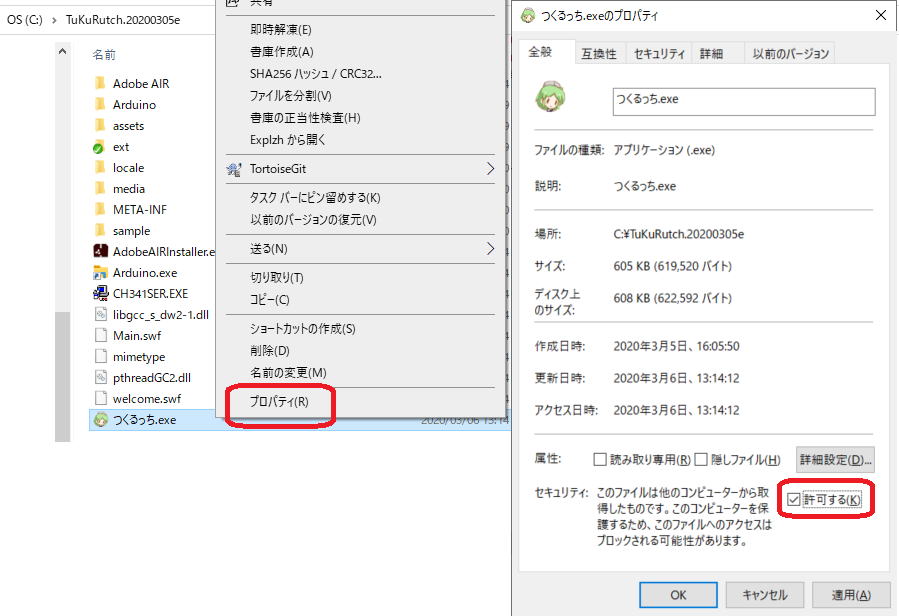 OS (C:) › TuKuRutch.20200305e
名前
Adobe AIR
Arduino
assets
ext
locale
media
META-INF
sample
AdobeAIRInstaller.e
Arduino.exe
CH341SER.EXE
libgcc_s_dw2-1.dll
Main.swf
mimetype
pthreadGC2.dll
welcome.swf
つくるっち.exe
2020/03/06 13:14
共有
即時解凍(E)
書庫作成(A)
SHA256 ハッシュ / CRC32...
ファイルを分割(V)
書庫の正当性検査(H)
Explzh から開く
TortoiseGit
タスク バーにピン留めする(K)
以前のバージョンの復元(V)
送る(N)
切り取り(T)
コピー(C)
ショートカットの作成(S)
削除(D)
名前の変更(M)
プロパティ(R)
つくるっち.exeのプロパティ
全般 互換性 セキュリティ 詳細 以前のバージョン
つくるっち.exe
ファイルの種類: アプリケーション (.exe)
説明: つくるっち.exe
場所: C:¥TuKuRutch.20200305e
サイズ: 605 KB (619,520 バイト)
ディスク上
のサイズ: 608 KB (622,592 バイト)
作成日時: 2020年3月5日、16:05:50
更新日時: 2020年3月6日、13:14:12
アクセス日時: 2020年3月6日、13:14:12
属性: 読み取り専用(R) 隠しファイル(H) 詳細設定(D)...
セキュリティ: このファイルは他のコンピューターから取
得したものです。このコンピューターを保
護するため、このファイルへのアクセスは
ブロックされる可能性があります。
許可する(K)
OK キャンセル 適用(A)